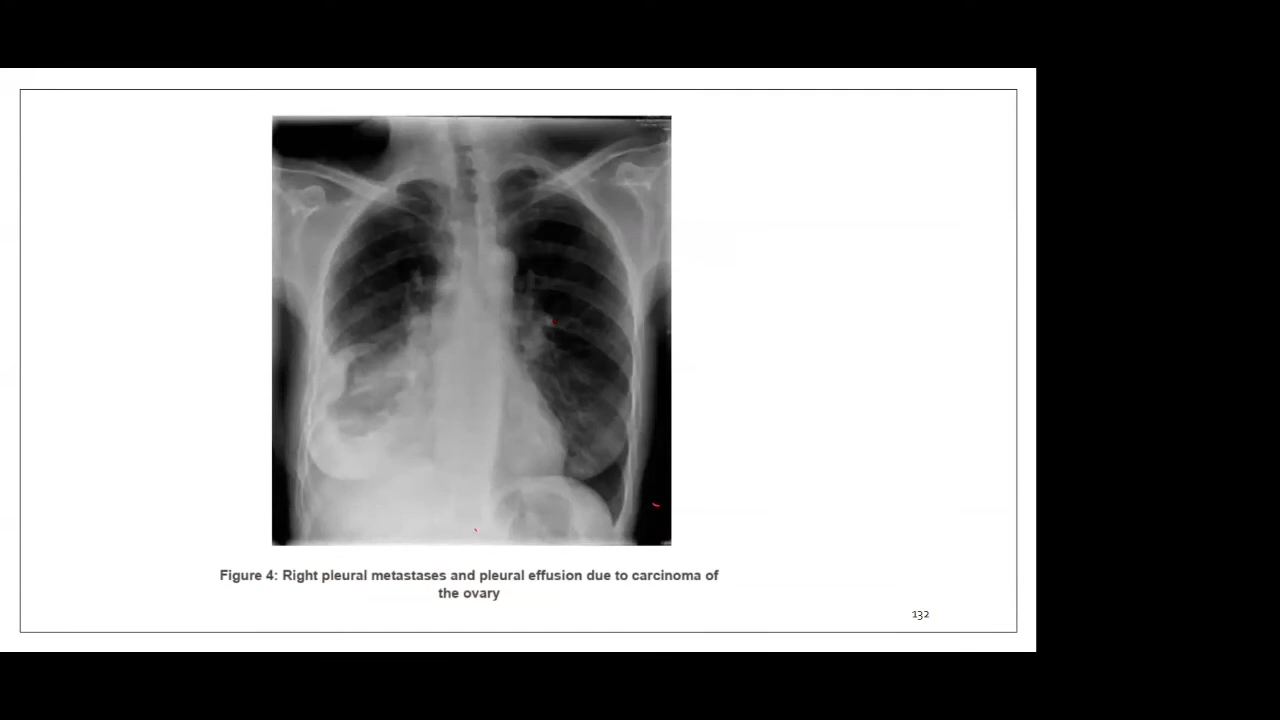 Figure 4: Right pleural metastases and pleural effusion due to carcinoma of
the ovary
132